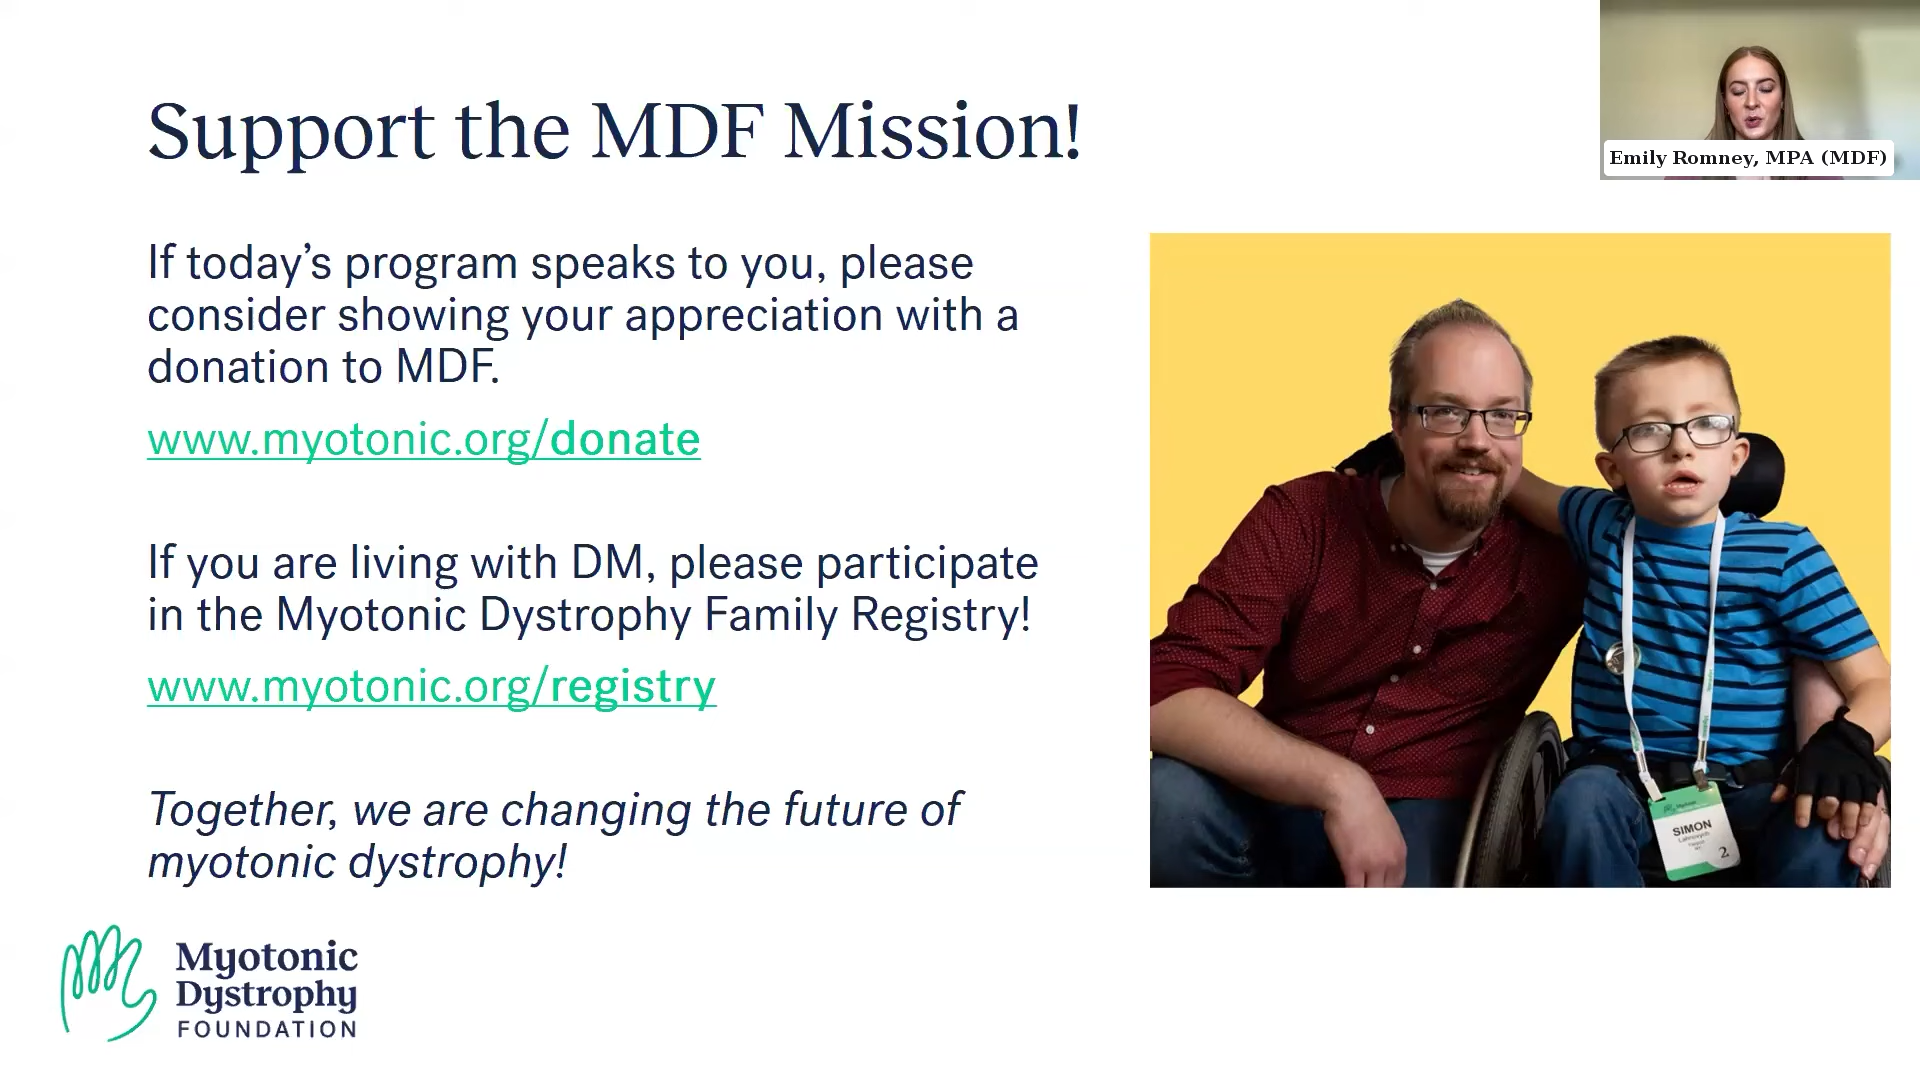 Support the MDF Mission!
Emily Romney, MPA (MDF)
If today’s program speaks to you, please
consider showing your appreciation with a
donation to MDF.
www.myotonic.org/donate
If you are living with DM, please participate
in the Myotonic Dystrophy Family Registry!
www.myotonic.org/registry
Together, we are changing the future of
myotonic dystrophy!
SIMON
2
Myotonic
Dystrophy
FOUNDATION